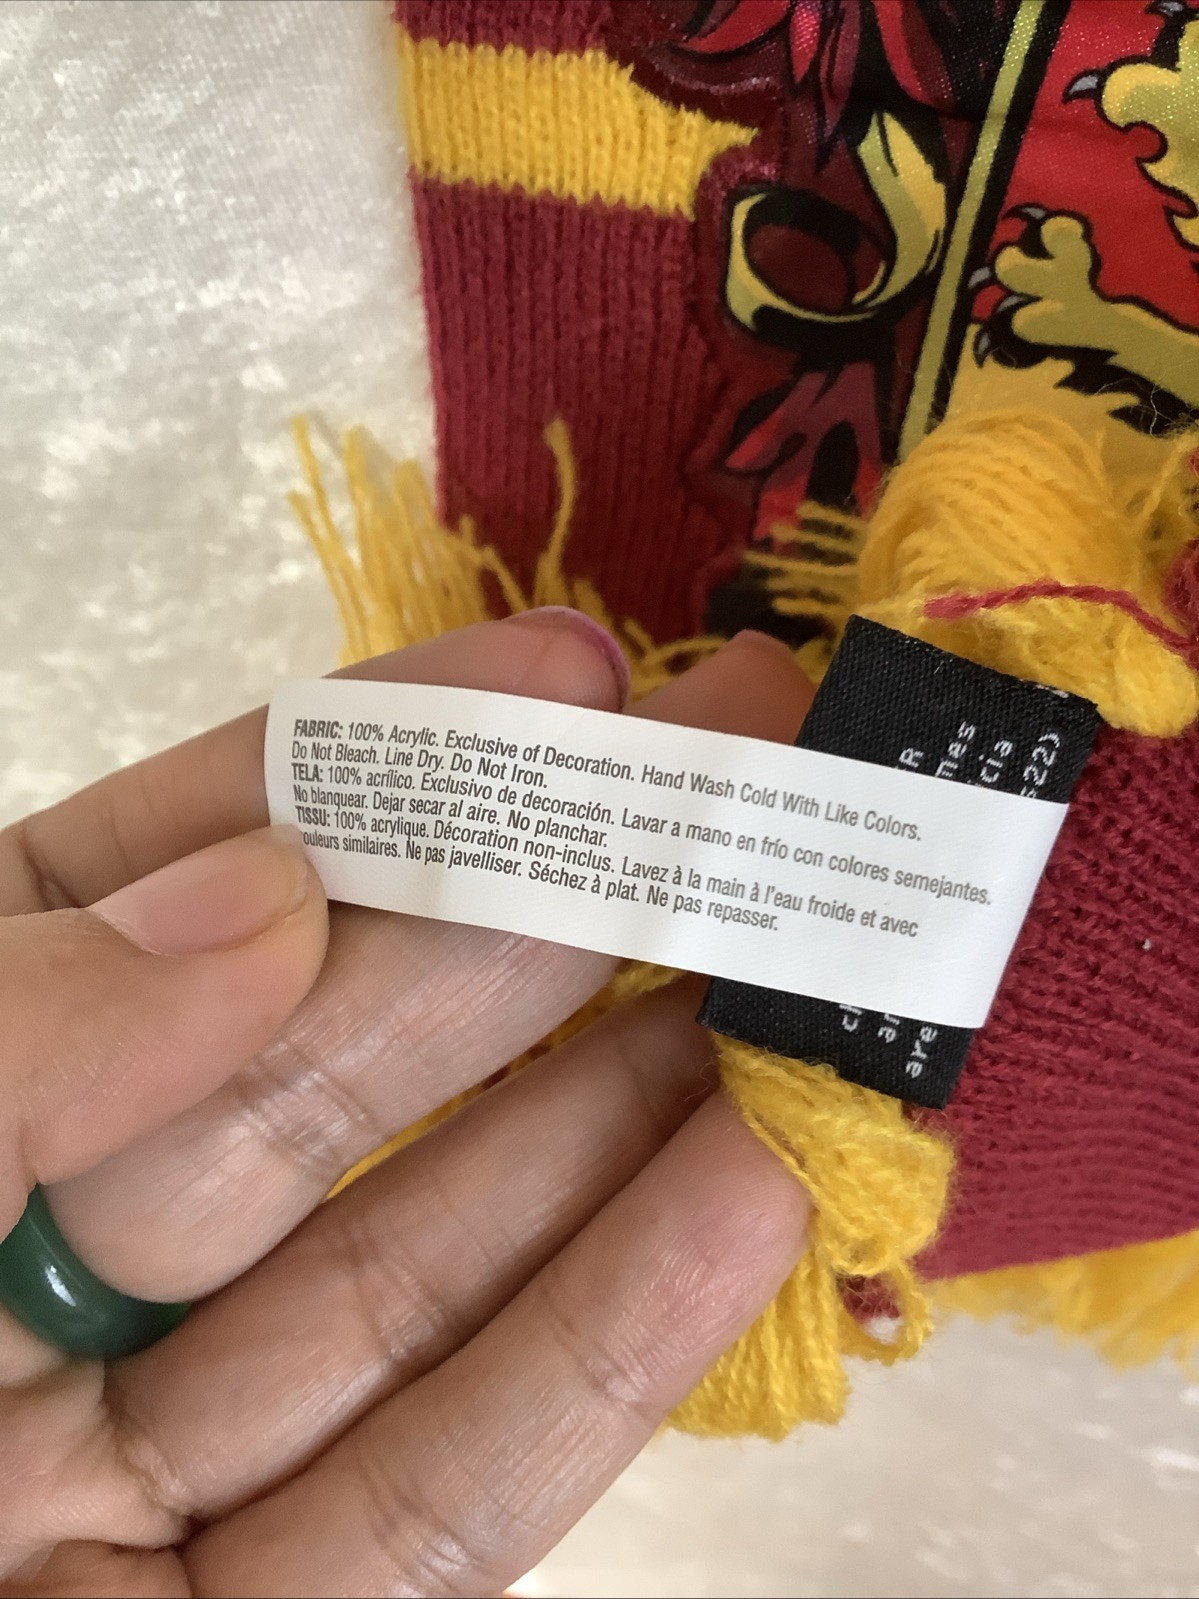 FABRIC: 100% Acrylic. Exclusive of Decoration. Hand Wash Cold With Like Colors.
Do Not Bleach. Line Dry. Do Not Iron.
TELA: 100% acrílico. Exclusivo de decoración. Lavar a mano en frío con colores semejantes.
No blanquear. Dejar secar al aire. No planchar.
TISSU: 100% acrylique. Décoration non-inclus. Lavez à la main à l'eau froide et avec
couleurs similaires. Ne pas javelliser. Séchez à plat. Ne pas repasser.
are